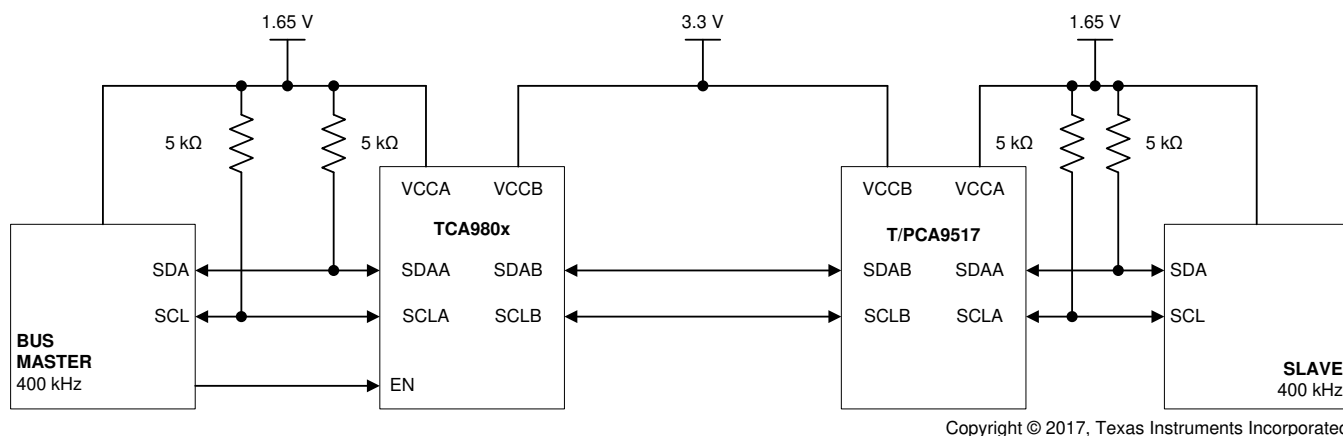 1.65 V
3.3 V
1.65 V
5 kΩ
5 kΩ
5 kΩ
5 kΩ
VCCA
VCCB
VCCB
VCCA
TCA980x
T/PCA9517
SDA
SDAA
SDAB
SDAB
SDAA
SDA
SCL
SCLA
SCLB
SCLB
SCLA
SCL
BUS
MASTER
400 kHz
EN
SLAVE
400 kHz
Copyright © 2017, Texas Instruments Incorporated